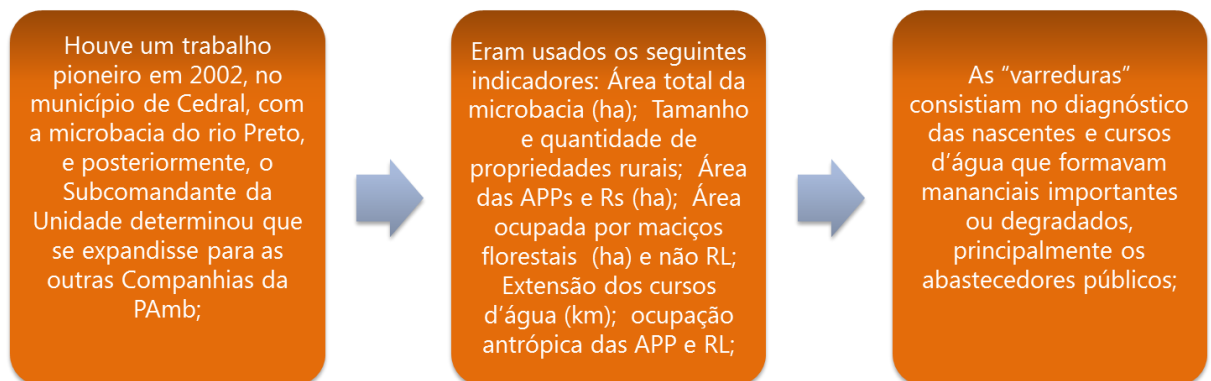 Houve um trabalho
pioneiro em 2002, no
município de Cedral, com
a microbacia do rio Preto,
e posteriormente, o
Subcomandante da
Unidade determinou que
se expandisse para as
outras Companhias da
PAmb;
Eram usados os seguintes
indicadores: Área total da
microbacia (ha);  Tamanho
e quantidade de
propriedades rurais;  Área
das APPs e Rs (ha);  Área
ocupada por maciços
florestais  (ha) e não RL;
Extensão dos cursos
d’água (km);  ocupação
antrópica das APP e RL;
As “varreduras”
consistiam no diagnóstico
das nascentes e cursos
d’água que formavam
mananciais importantes
ou degradados,
principalmente os
abastecedores públicos;